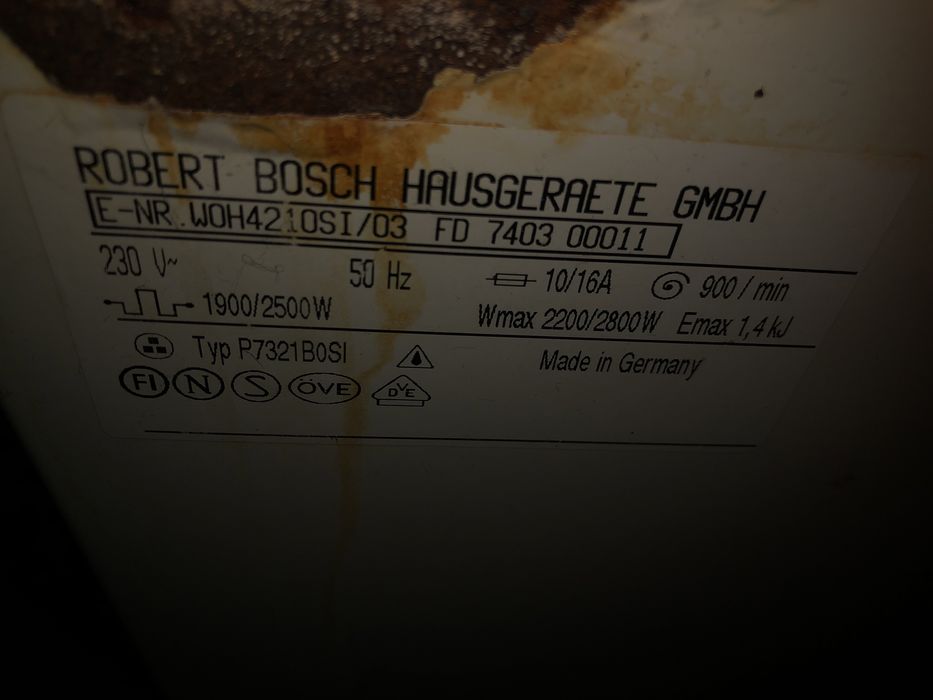 ROBERT BOSCH HAUSGERAETE GMBH
E-NR. WOH4210SI/03 FD 7403 00011
230 V~ 50 Hz 10/16A 900 / min
1900/2500W Wmax 2200/2800W Emax 1,4 kJ
Typ P7321B0SI Made in Germany
FI N S ÖVE DVE